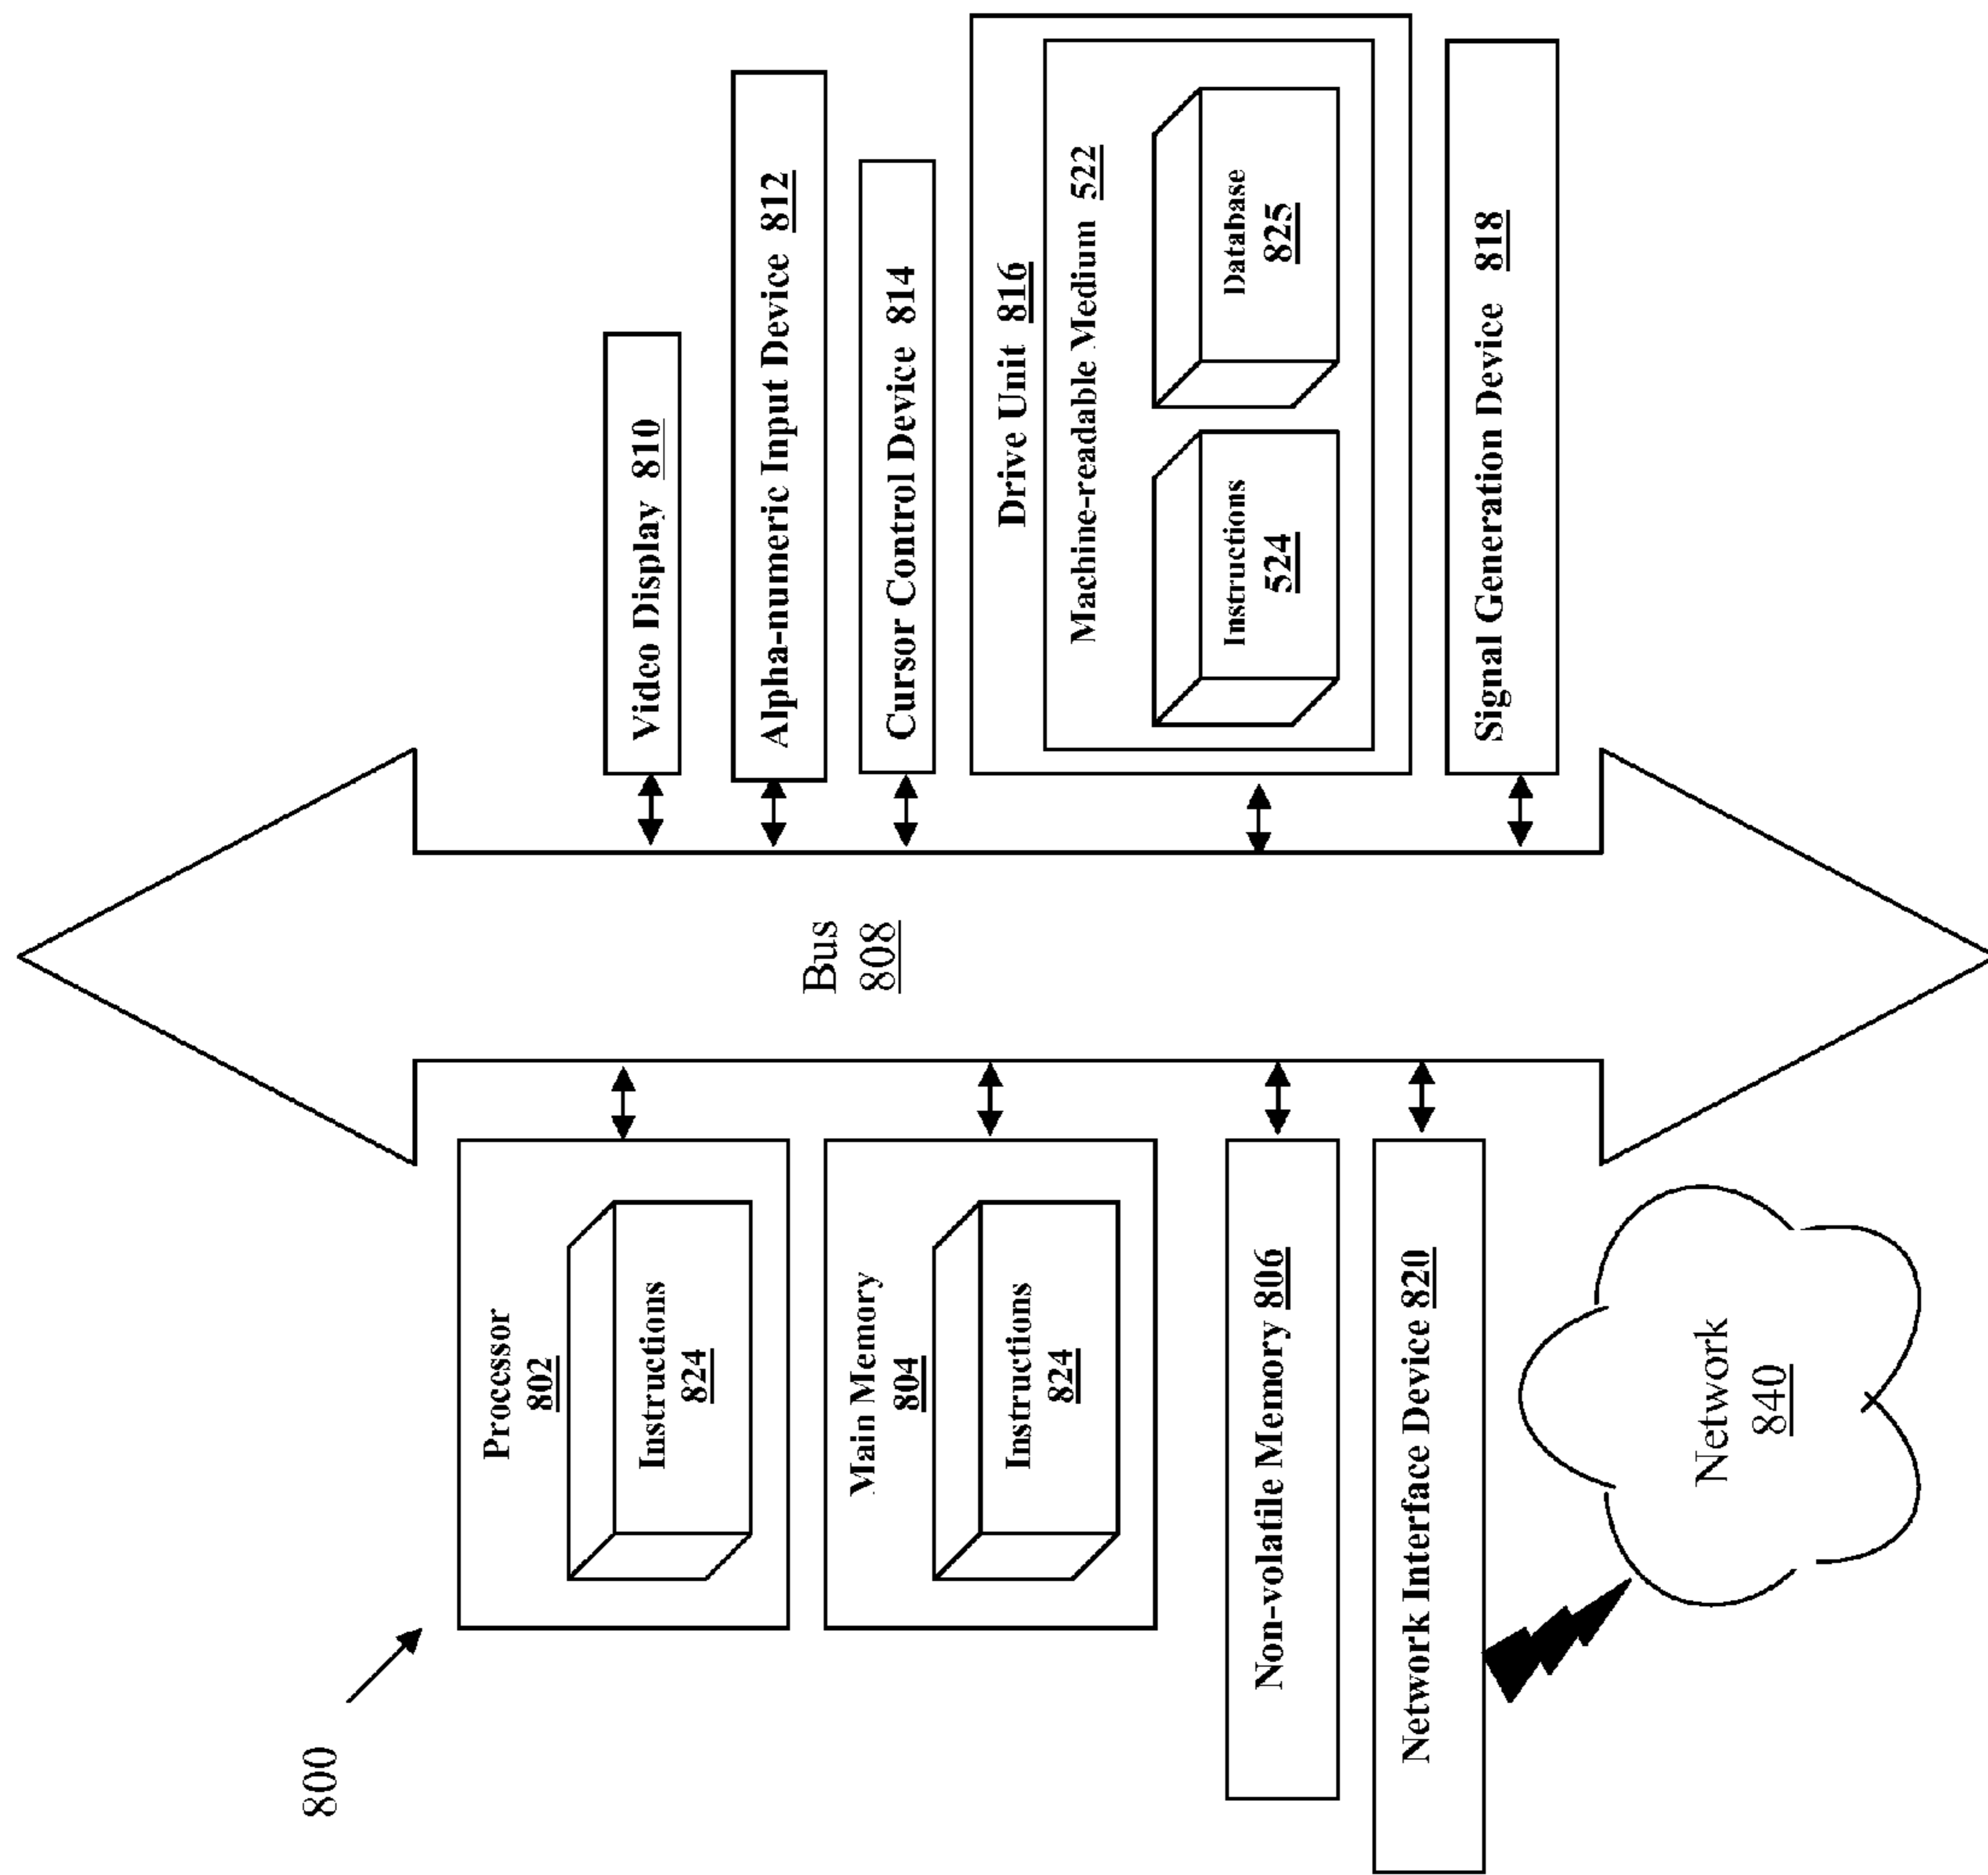 800
Processor
802
Instructions
824
Main Memory
804
Instructions
824
Non-volatile Memory 806
Network Interface Device 820
Network
840
Bus
808
Video Display 810
Alpha-numeric Input Device 812
Cursor Control Device 814
Drive Unit 816
Machine-readable Medium 522
Instructions
524
Database
825
Signal Generation Device 818